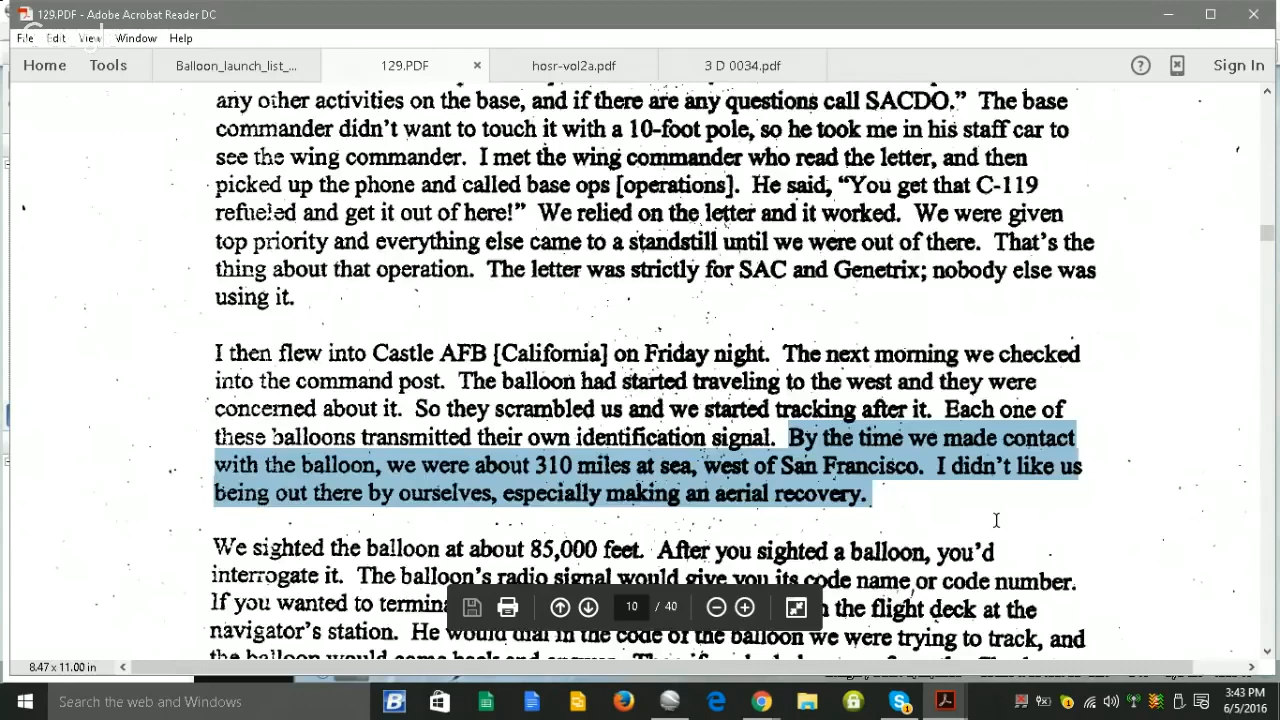 129.PDF - Adobe Acrobat Reader DC
Google
File Edit View Window Help
Home Tools Balloon_launch_list_... 129.PDF × hosr-vol2a.pdf 3 D 0034.pdf Sign In
any other activities on the base, and if there are any questions call SACDO.” The base
commander didn’t want to touch it with a 10-foot pole, so he took me in his staff car to
see the wing commander. I met the wing commander who read the letter, and then
picked up the phone and called base ops [operations]. He said, “You get that C-119
refueled and get it out of here!” We relied on the letter and it worked. We were given
top priority and everything else came to a standstill until we were out of there. That’s the
thing about that operation. The letter was strictly for SAC and Genetrix; nobody else was
using it.
I then flew into Castle AFB [California] on Friday night. The next morning we checked
into the command post. The balloon had started traveling to the west and they were
concerned about it. So they scrambled us and we started tracking after it. Each one of
these balloons transmitted their own identification signal. By the time we made contact
with the balloon, we were about 310 miles at sea, west of San Francisco. I didn’t like us
being out there by ourselves, especially making an aerial recovery.
We sighted the balloon at about 85,000 feet. After you sighted a balloon, you’d
interrogate it. The balloon’s radio signal would give you its code name or code number.
If you wanted to termina the flight deck at the
navigator’s station. He would dial in the code of the balloon we were trying to track, and
the balloon would come back and
10 / 40
8.47 x 11.00 in
Search the web and Windows
3:43 PM
6/5/2016